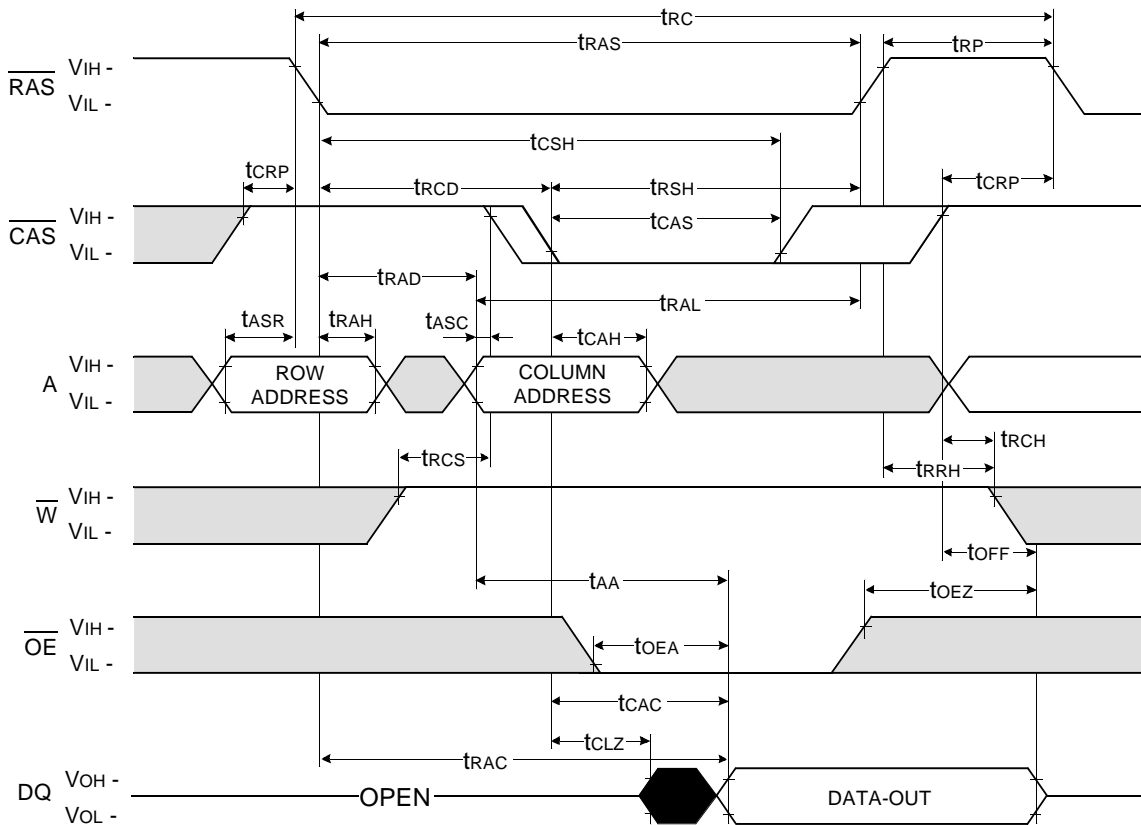 tRC
tRAS
tRP
RAS
VIH -
VIL -
tCSH
tCRP
tRCD
tRSH
tCRP
CAS
VIH -
VIL -
tCAS
tRAD
tRAL
tASR
tRAH
tASC
tCAH
A
VIH -
VIL -
ROW
ADDRESS
COLUMN
ADDRESS
tRCS
tRCH
tRRH
W
VIH -
VIL -
tOFF
tAA
tOEZ
OE
VIH -
VIL -
tOEA
tCAC
tCLZ
tRAC
DQ
VOH -
VOL -
OPEN
DATA-OUT